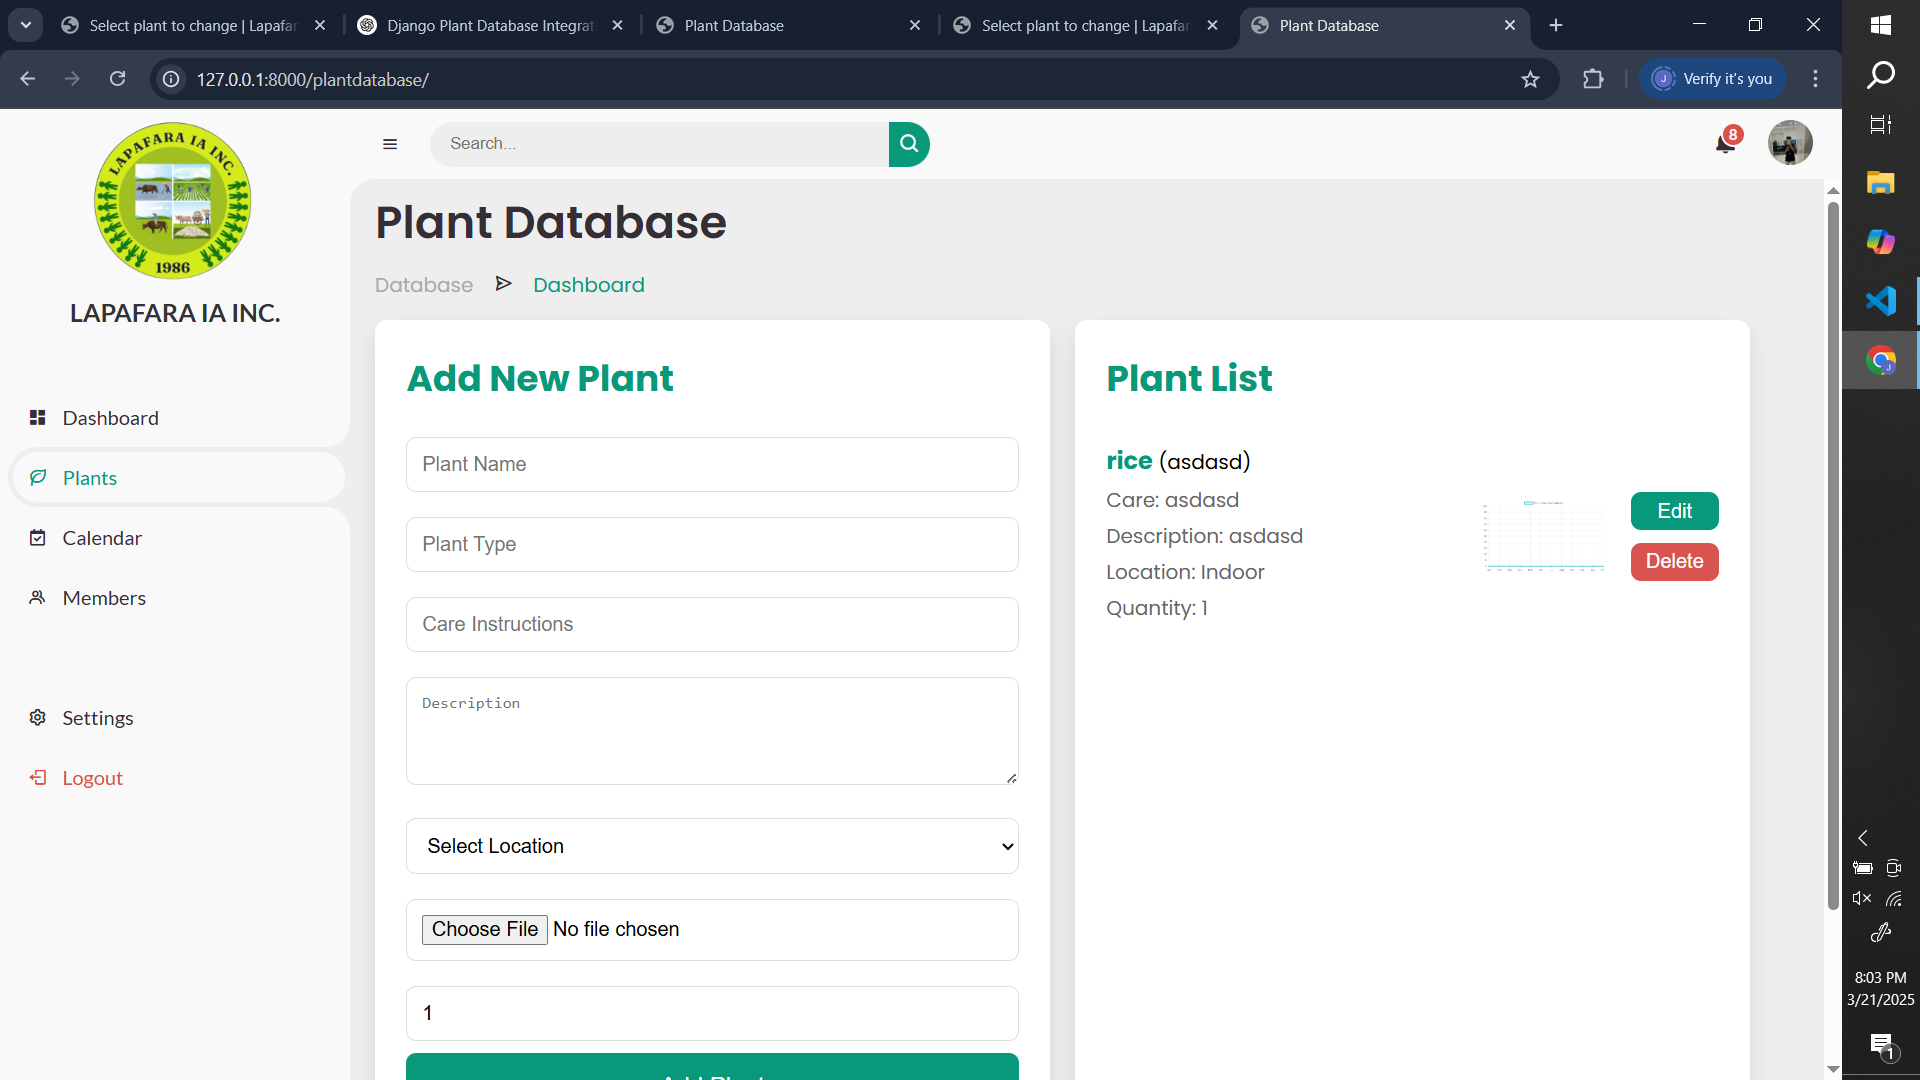 Select plant to change | Lapafar
Django Plant Database Integrat
Plant Database
Select plant to change | Lapafar
Plant Database
127.0.0.1:8000/plantdatabase/
J
Verify it's you
LAPAFARA IA INC.
1986
LAPAFARA IA INC.
Dashboard
Plants
Calendar
Members
Settings
Logout
Search...
8
Plant Database
Database
Dashboard
Add New Plant
Plant Name
Plant Type
Care Instructions
Description
Select Location
Choose File No file chosen
1
Plant List
rice (asdasd)
Care: asdasd
Description: asdasd
Location: Indoor
Quantity: 1
Edit
Delete
8:03 PM
3/21/2025
1